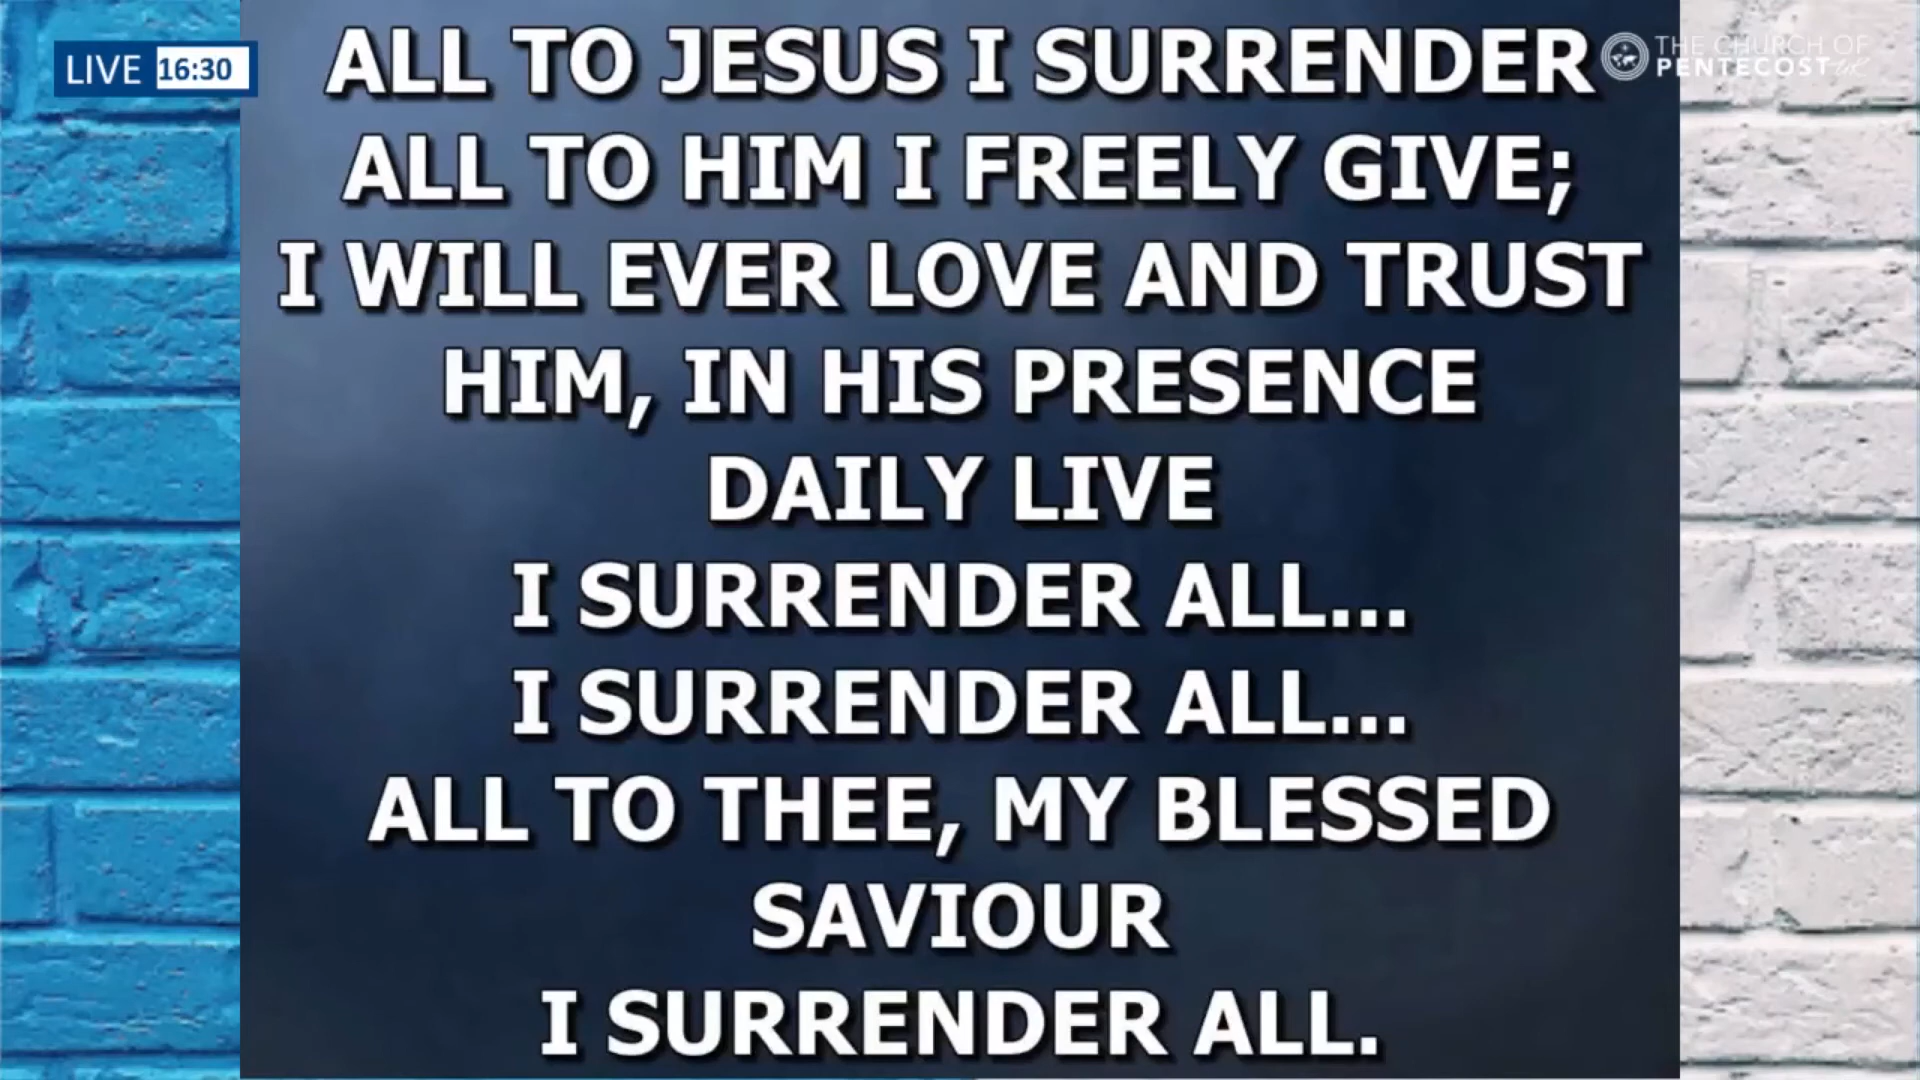 LIVE 16:30
ALL TO JESUS I SURRENDER
THE CHURCH OF
PENTECOST UK
ALL TO HIM I FREELY GIVE;
I WILL EVER LOVE AND TRUST
HIM, IN HIS PRESENCE
DAILY LIVE
I SURRENDER ALL...
I SURRENDER ALL...
ALL TO THEE, MY BLESSED
SAVIOUR
I SURRENDER ALL.